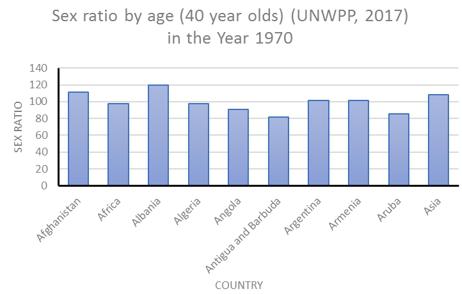 Sex ratio by age (40 year olds) (UNWPP, 2017)
in the Year 1970
SEX RATIO
140
120
100
80
60
40
20
0
Afghanistan
Africa
Albania
Algeria
Angola
Antigua and Barbuda
Argentina
Armenia
Aruba
Asia
COUNTRY